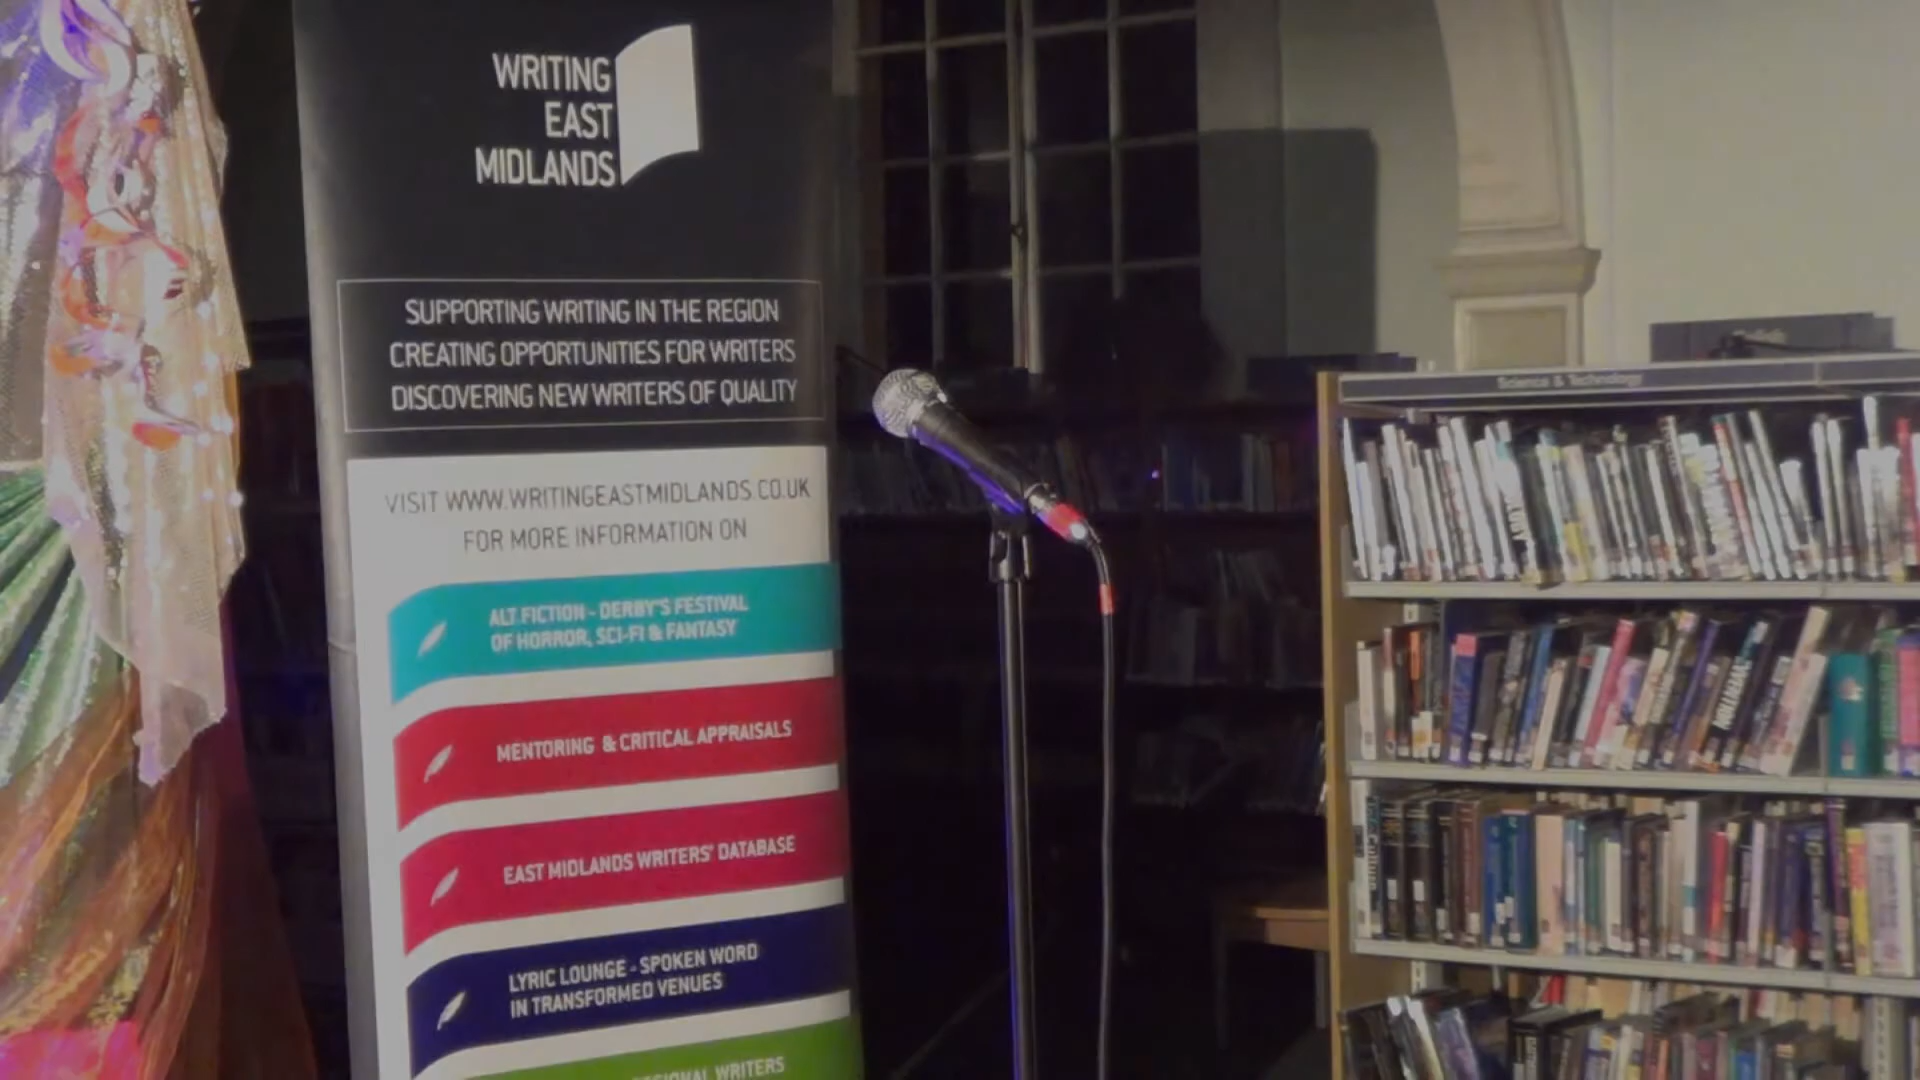 WRITING
EAST
MIDLANDS
SUPPORTING WRITING IN THE REGION
CREATING OPPORTUNITIES FOR WRITERS
DISCOVERING NEW WRITERS OF QUALITY
VISIT WWW.WRITINGEASTMIDLANDS.CO.UK
FOR MORE INFORMATION ON
ALT FICTION - DERBY'S FESTIVAL
OF HORROR, SCI-FI & FANTASY
MENTORING & CRITICAL APPRAISALS
EAST MIDLANDS WRITERS' DATABASE
LYRIC LOUNGE - SPOKEN WORD
IN TRANSFORMED VENUES
WRITERS
Science & Technology